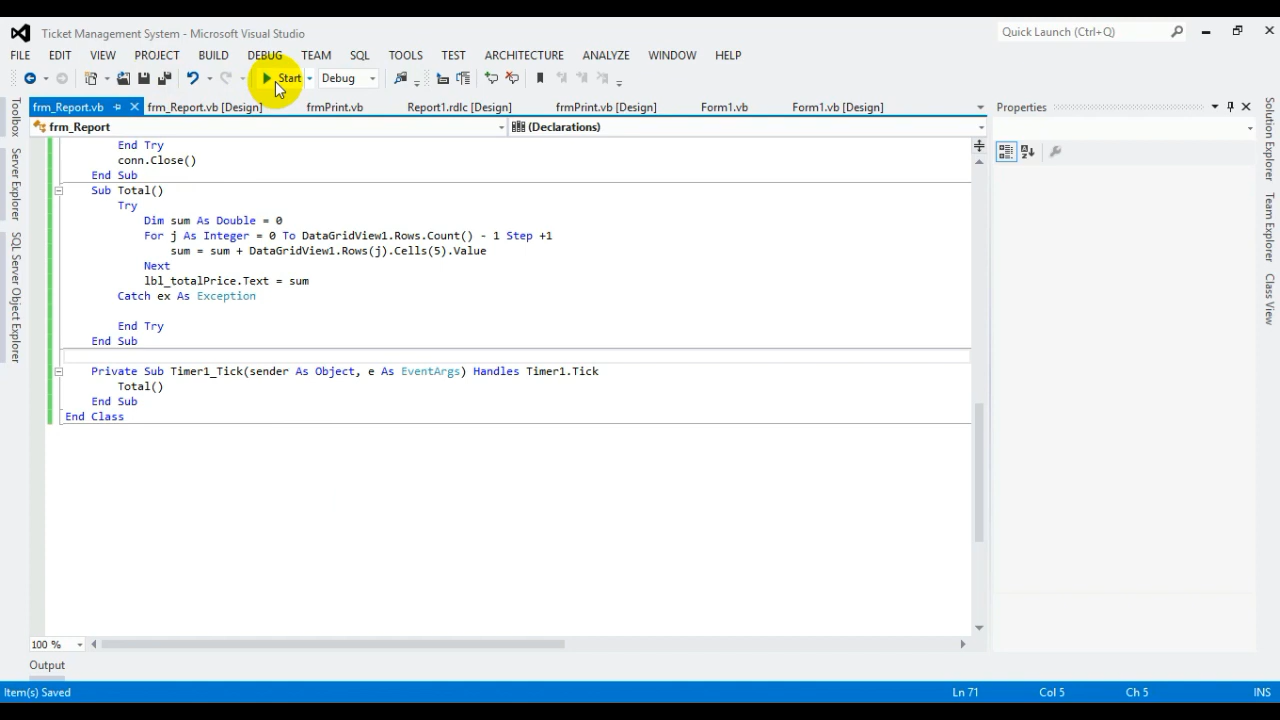 Ticket Management System - Microsoft Visual Studio
Quick Launch (Ctrl+Q)
FILE EDIT VIEW PROJECT BUILD DEBUG TEAM SQL TOOLS TEST ARCHITECTURE ANALYZE WINDOW HELP
Start Debug
frm_Report.vb frm_Report.vb [Design] frmPrint.vb Report1.rdlc [Design] frmPrint.vb [Design] Form1.vb Form1.vb [Design]
Properties
frm_Report (Declarations)
Toolbox
Server Explorer
SQL Server Object Explorer
End Try
conn.Close()
End Sub
Sub Total()
Try
Dim sum As Double = 0
For j As Integer = 0 To DataGridView1.Rows.Count() - 1 Step +1
sum = sum + DataGridView1.Rows(j).Cells(5).Value
Next
lbl_totalPrice.Text = sum
Catch ex As Exception
End Try
End Sub
Private Sub Timer1_Tick(sender As Object, e As EventArgs) Handles Timer1.Tick
Total()
End Sub
End Class
Solution Explorer
Team Explorer
Class View
100 %
Output
Item(s) Saved Ln 71 Col 5 Ch 5 INS